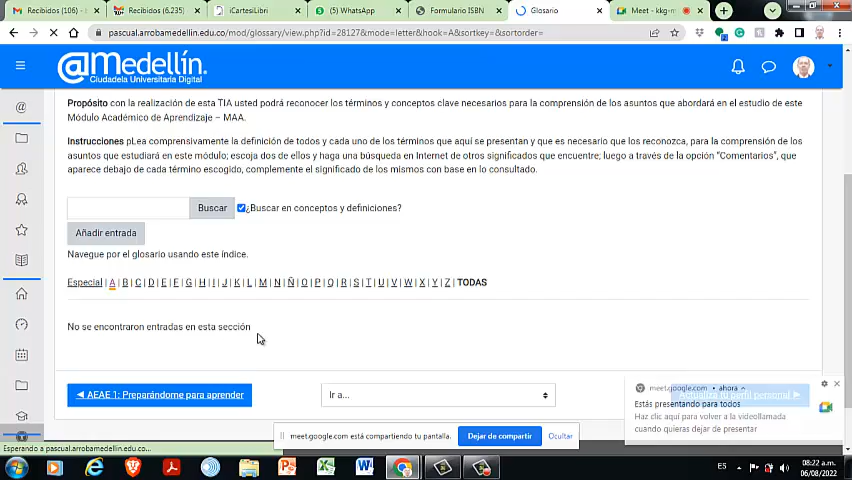 Recibidos (106) -
Recibidos (6.235)
iCartesiLibri
(5) WhatsApp
Formulario ISBN
Glosario
Meet - kkg-m
pascual.arrobamedellin.edu.co/mod/glossary/view.php?id=28127&mode=letter&hook=A&sortkey=&sortorder=
@Medellín
Ciudadela Universitaria Digital
Propósito con la realización de esta TIA usted podrá reconocer los términos y conceptos clave necesarios para la comprensión de los asuntos que abordará en el estudio de este
Módulo Académico de Aprendizaje – MAA.
Instrucciones pLea comprensivamente la definición de todos y cada uno de los términos que aquí se presentan y que es necesario que los reconozca, para la comprensión de los
asuntos que estudiará en este módulo; escoja dos de ellos y haga una búsqueda en Internet de otros significados que encuentre; luego a través de la opción “Comentarios”, que
aparece debajo de cada término escogido, complemente el significado de los mismos con base en lo consultado.
Buscar
¿Buscar en conceptos y definiciones?
Añadir entrada
Navegue por el glosario usando este índice.
Especial | A | B | C | D | E | F | G | H | I | J | K | L | M | N | Ñ | O | P | Q | R | S | T | U | V | W | X | Y | Z | TODAS
No se encontraron entradas en esta sección
◀ AEAE 1: Preparándome para aprender
Ir a...
Actualiza tu perfil personal ▶
meet.google.com • ahora
Estás presentando para todos
Haz clic aquí para volver a la videollamada
cuando quieras dejar de presentar
meet.google.com está compartiendo tu pantalla.
Dejar de compartir
Ocultar
Esperando a pascual.arrobamedellin.edu.co...
ES
08:22 a.m.
06/08/2022